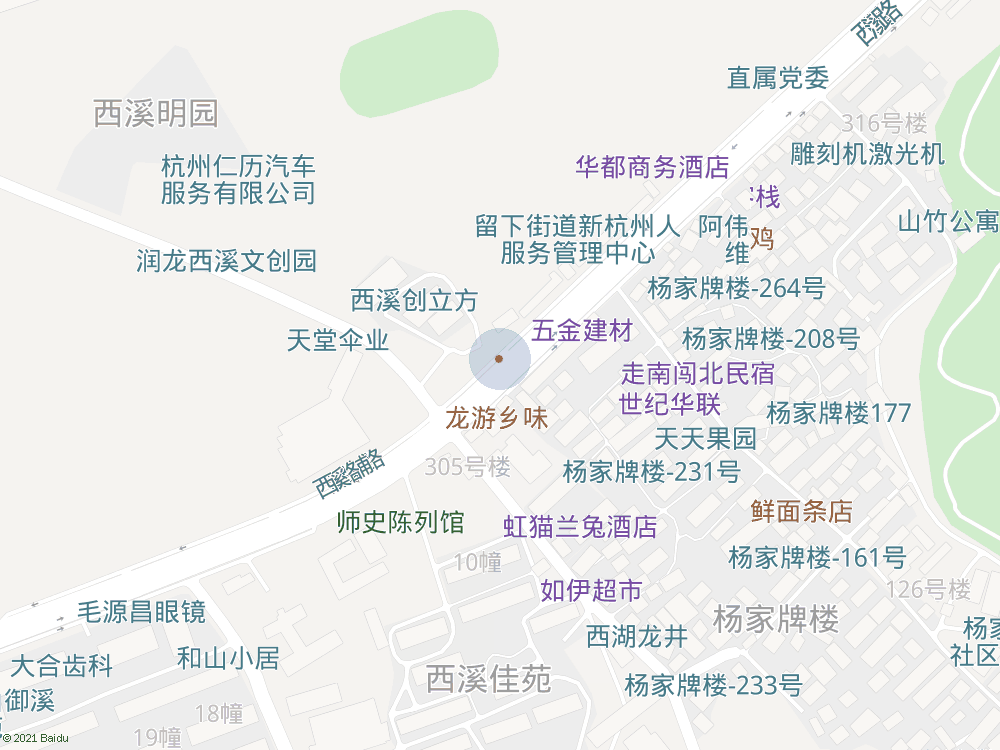 西溪路
直属党委
西溪明园
316号楼
雕刻机激光机
杭州仁历汽车
服务有限公司
华都商务酒店
栈
山竹公寓
留下街道新杭州人
服务管理中心
阿伟
鸡
维
润龙西溪文创园
杨家牌楼-264号
西溪创立方
五金建材
天堂伞业
杨家牌楼-208号
走南闯北民宿
世纪华联
杨家牌楼177
龙游乡味
天天果园
305号楼
杨家牌楼-231号
师史陈列馆
虹猫兰兔酒店
鲜面条店
10幢
杨家牌楼-161号
如伊超市
126号楼
毛源昌眼镜
杨家牌楼
西湖龙井
杨家
社区
大合齿科
和山小居
西溪佳苑
杨家牌楼-233号
御溪
18幢
19幢
© 2021 Baidu